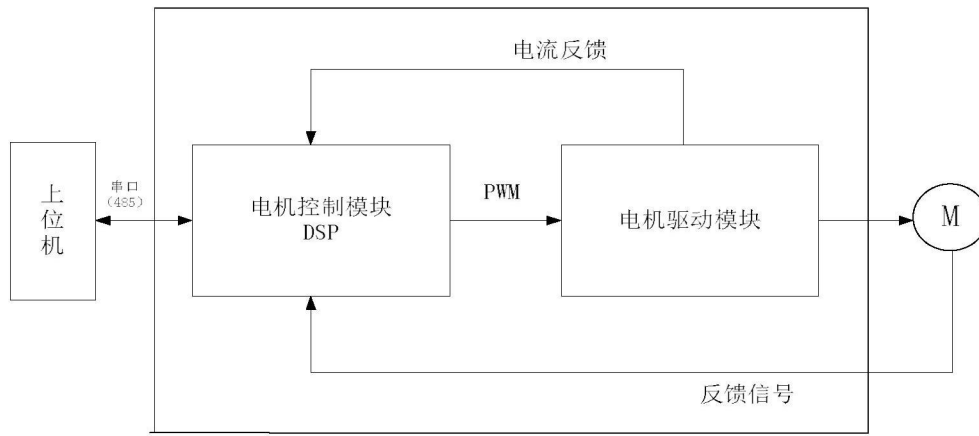 电流反馈
上
位
机
串口
(485)
电机控制模块
DSP
PWM
电机驱动模块
M
反馈信号